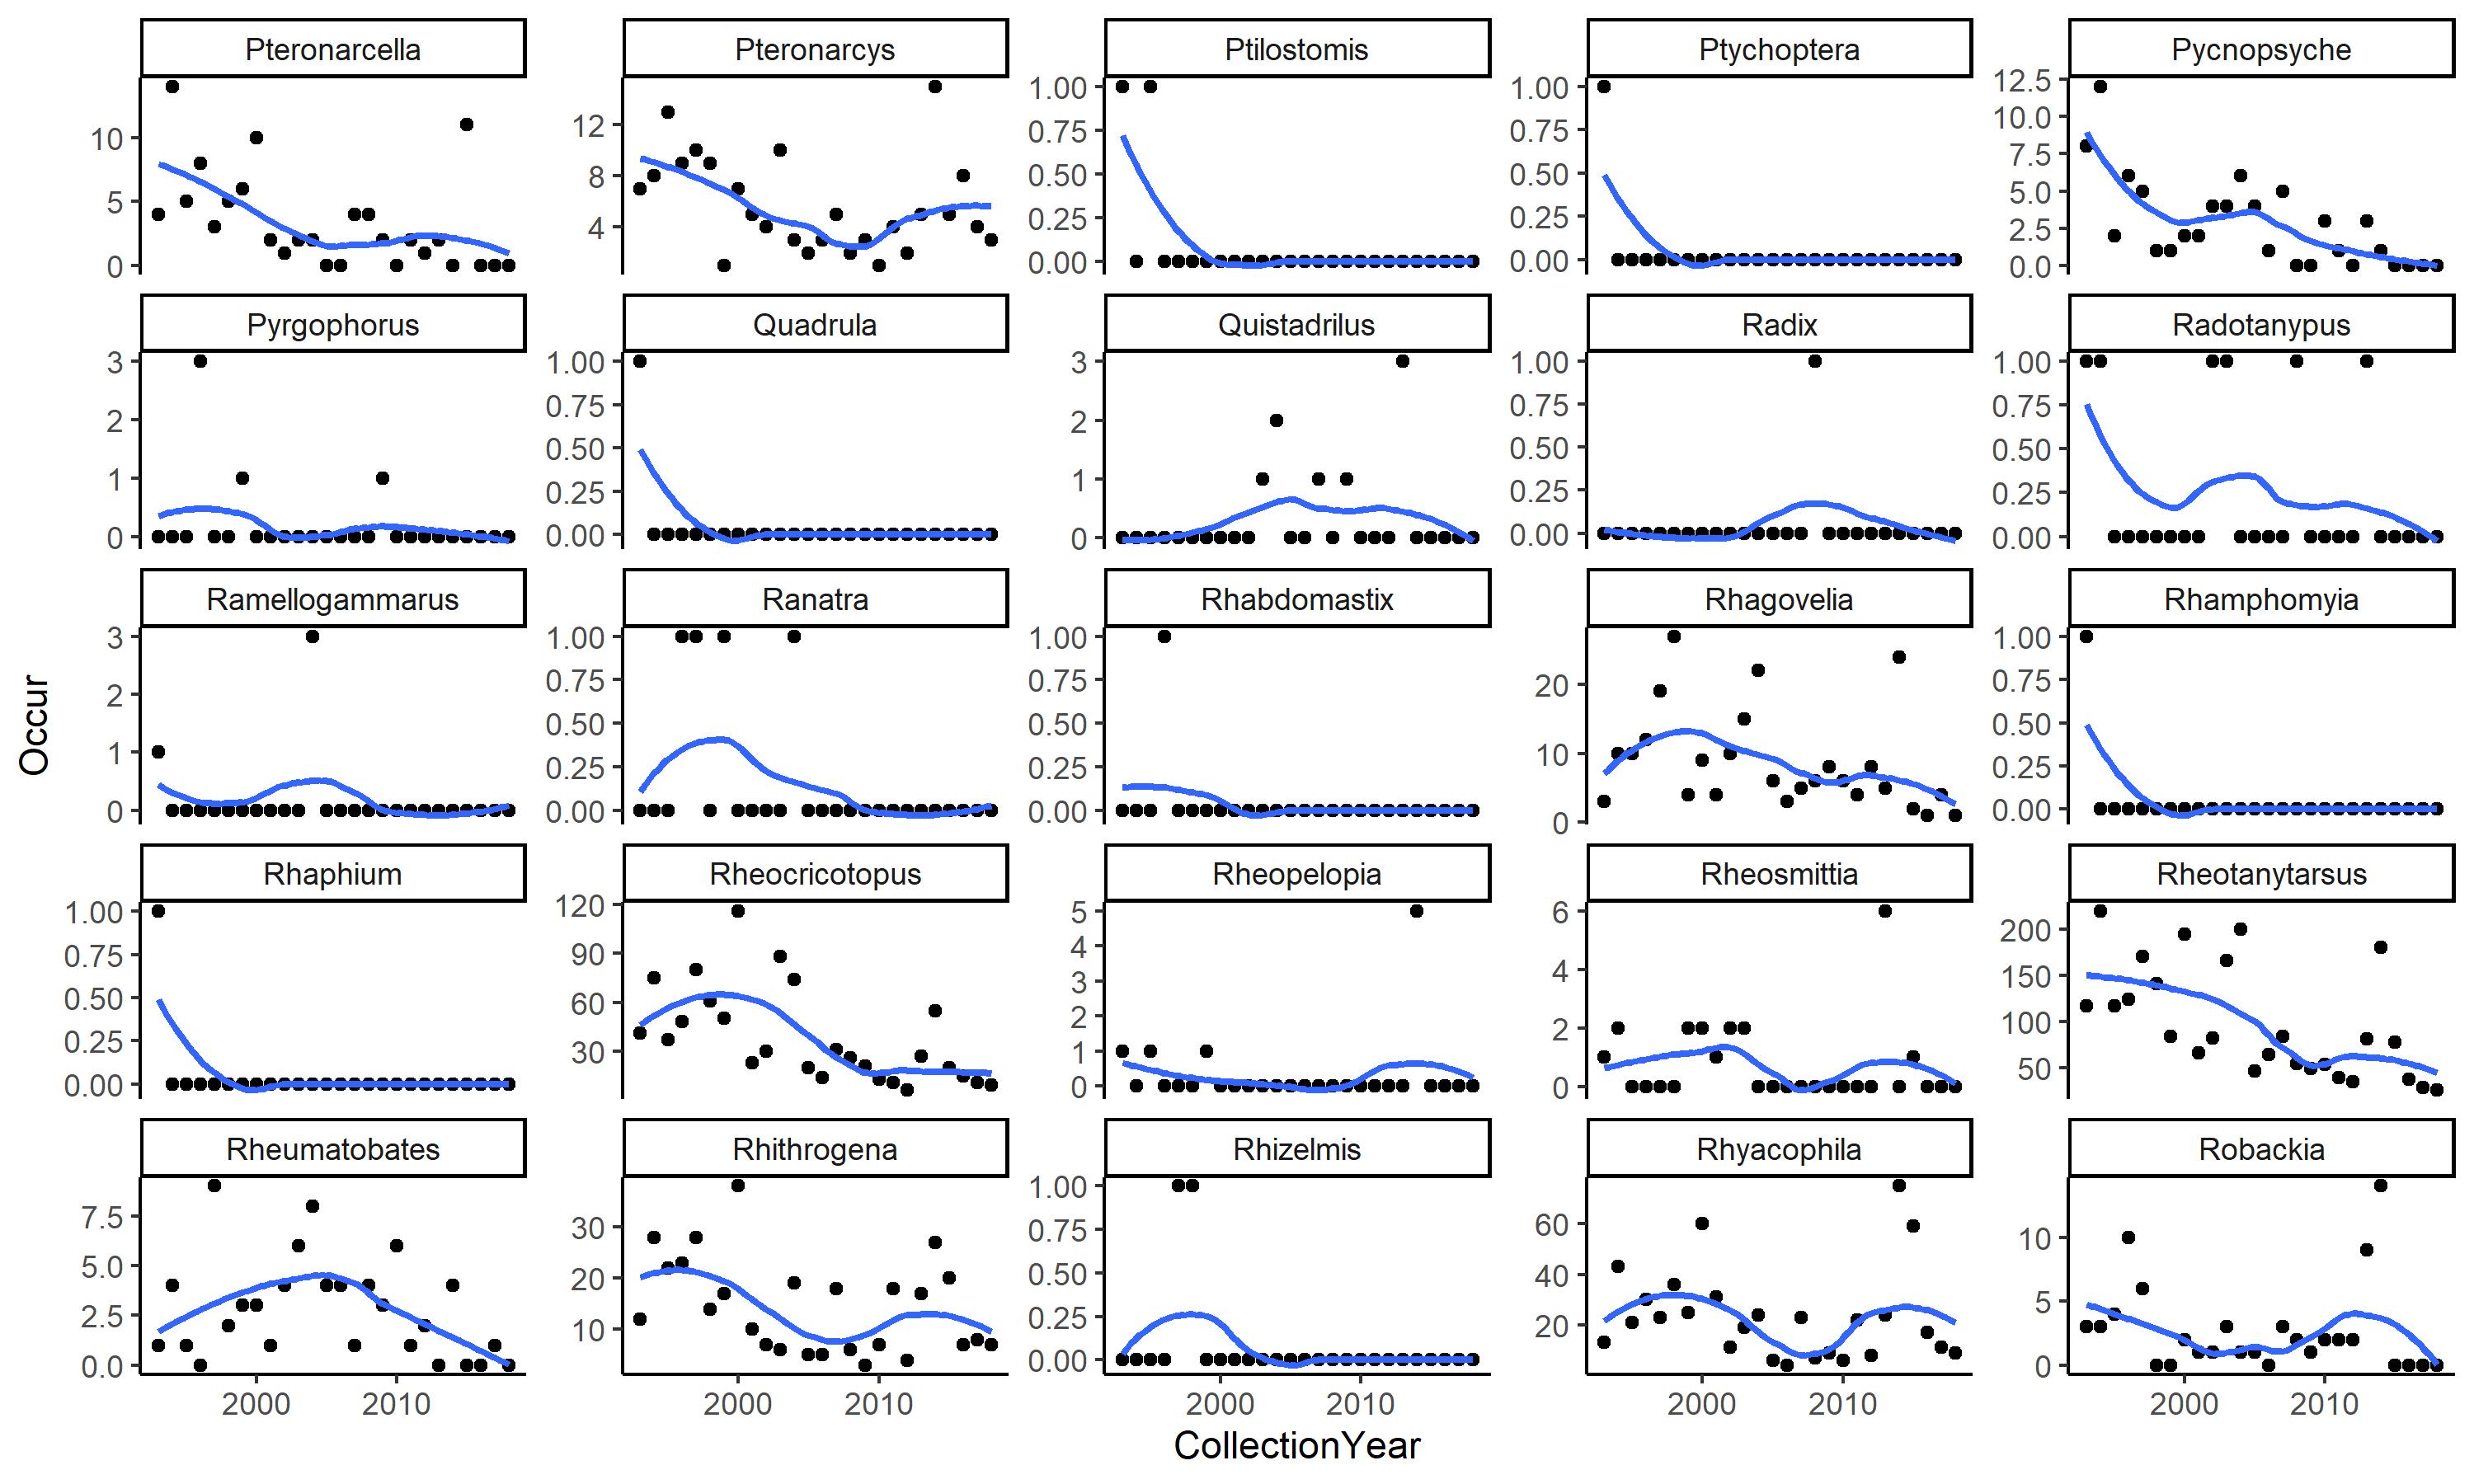 Pteronarcella Pteronarcys Ptilostomis Ptychoptera Pycnopsyche
10 5 0
12 8 4
1.00 0.75 0.50 0.25 0.00
1.00 0.75 0.50 0.25 0.00
12.5 10.0 7.5 5.0 2.5 0.0
Pyrgophorus Quadrula Quistadrilus Radix Radotanypus
3 2 1 0
1.00 0.75 0.50 0.25 0.00
3 2 1 0
1.00 0.75 0.50 0.25 0.00
1.00 0.75 0.50 0.25 0.00
Ramellogammarus Ranatra Rhabdomastix Rhagovelia Rhamphomyia
3 2 1 0
1.00 0.75 0.50 0.25 0.00
1.00 0.75 0.50 0.25 0.00
20 10 0
1.00 0.75 0.50 0.25 0.00
Occur
Rhaphium Rheocricotopus Rheopelopia Rheosmittia Rheotanytarsus
1.00 0.75 0.50 0.25 0.00
120 90 60 30
5 4 3 2 1 0
6 4 2 0
200 150 100 50
Rheumatobates Rhithrogena Rhizelmis Rhyacophila Robackia
7.5 5.0 2.5 0.0
30 20 10
1.00 0.75 0.50 0.25 0.00
60 40 20
10 5 0
2000 2010 2000 2010 2000 2010 2000 2010 2000 2010
CollectionYear